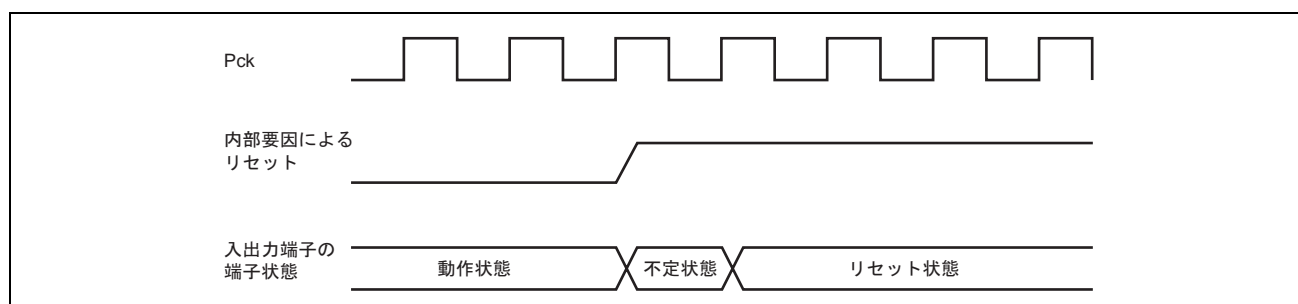 Pck
内部要因による
リセット
入出力端子の
端子状態
動作状態
不定状態
リセット状態